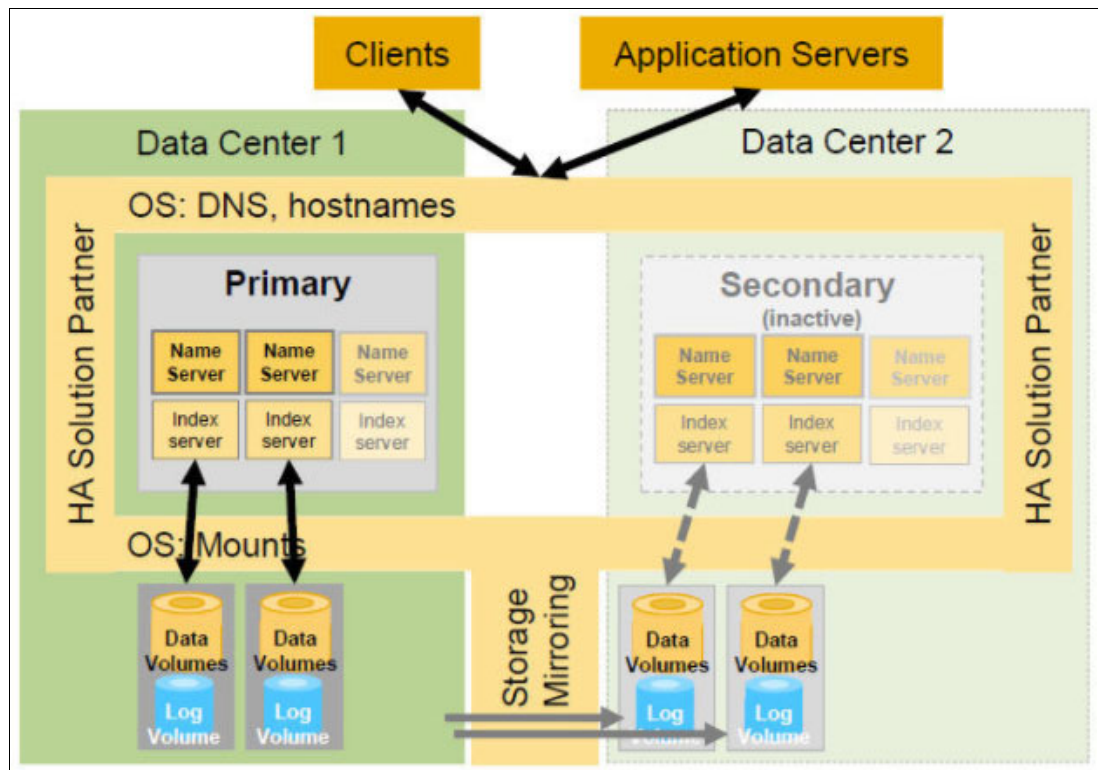 Clients
Application Servers
Data Center 1
Data Center 2
OS: DNS, hostnames
HA Solution Partner
HA Solution Partner
Primary
Name
Server
Name
Server
Name
Server
Index
server
Index
server
Index
server
Secondary
(inactive)
Name
Server
Name
Server
Name
Server
Index
server
Index
server
Index
server
OS: Mounts
Storage
Mirroring
Data
Volumes
Log
Volume
Data
Volumes
Log
Volume
Data
Volumes
Log
Volume
Data
Volumes
Log
Volume